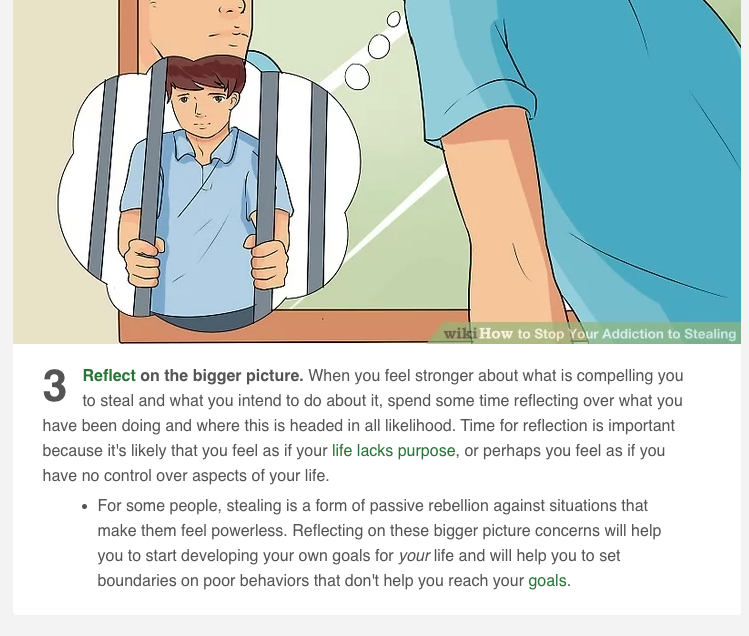 wikiHow to Stop Your Addiction to Stealing
3 Reflect on the bigger picture. When you feel stronger about what is compelling you
to steal and what you intend to do about it, spend some time reflecting over what you
have been doing and where this is headed in all likelihood. Time for reflection is important
because it's likely that you feel as if your life lacks purpose, or perhaps you feel as if you
have no control over aspects of your life.
• For some people, stealing is a form of passive rebellion against situations that
make them feel powerless. Reflecting on these bigger picture concerns will help
you to start developing your own goals for your life and will help you to set
boundaries on poor behaviors that don't help you reach your goals.